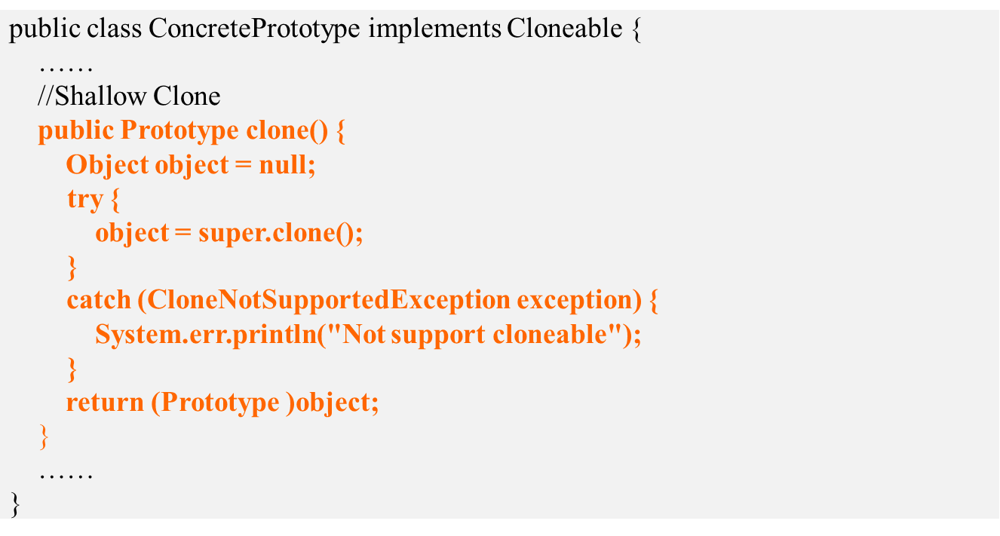 public class ConcretePrototype implements Cloneable {
……
//Shallow Clone
public Prototype clone() {
Object object = null;
try {
object = super.clone();
}
catch (CloneNotSupportedException exception) {
System.err.println("Not support cloneable");
}
return (Prototype )object;
}
……
}